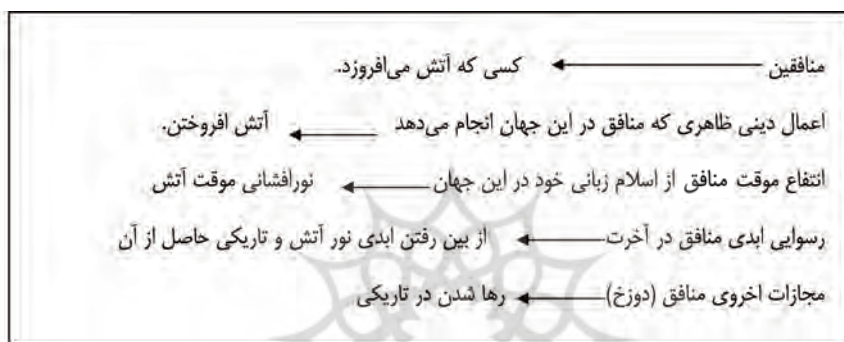 منافقین ← کسی که آتش می‌افروزد.
اعمال دینی ظاهری که منافق در این جهان انجام می‌دهد ← آتش افروختن.
انتفاع موقت منافق از اسلام زبانی خود در این جهان ← نورافشانی موقت آتش
رسوایی ابدی منافق در آخرت ← از بین رفتن ابدی نور آتش و تاریکی حاصل از آن
مجازات اخروی منافق (دوزخ) ← رها شدن در تاریکی